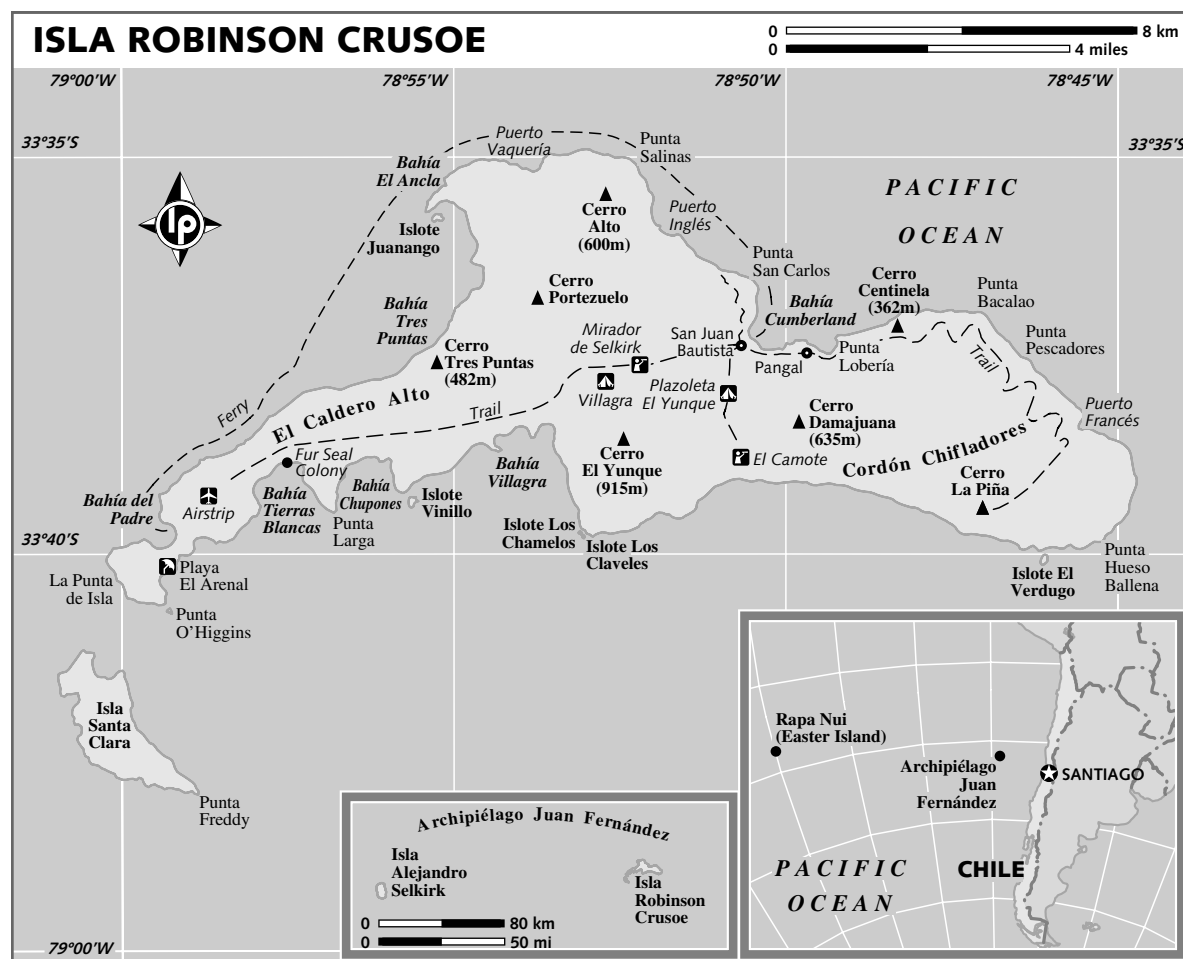 ISLA ROBINSON CRUSOE
0 8 km
0 4 miles
79°00'W
78°55'W
78°50'W
78°45'W
33°35'S
33°35'S
Puerto
Vaquería
Punta
Salinas
Bahía
El Ancla
PACIFIC
OCEAN
lp
Islote
Juanango
Cerro
Alto
(600m)
Puerto
Inglés
Punta
San Carlos
Cerro
Centinela
(362m)
Punta
Bacalao
Cerro
Portezuelo
Bahía
Cumberland
Bahía
Tres
Puntas
Mirador
de Selkirk
San Juan
Bautista
Punta
Pescadores
Cerro
Tres Puntas
(482m)
Pangal
Punta
Lobería
Trail
Villagra
Plazoleta
El Yunque
El Caldero Alto
Ferry
Trail
Cerro
Damajuana
(635m)
Puerto
Francés
Fur Seal
Colony
Cerro
El Yunque
(915m)
El Camote
Cordón Chifladores
Bahía
Villagra
Cerro
La Piña
Bahía del
Padre
Airstrip
Bahía
Tierras
Blancas
Bahía
Chupones
Islote
Vinillo
Punta
Larga
Islote Los
Chamelos
Islote Los
Claveles
33°40'S
La Punta
de Isla
Playa
El Arenal
Punta
O'Higgins
Islote El
Verdugo
Punta
Hueso
Ballena
Isla
Santa
Clara
Punta
Freddy
79°00'W
Archipiélago Juan Fernández
Isla
Alejandro
Selkirk
Isla
Robinson
Crusoe
0 80 km
0 50 mi
Rapa Nui
(Easter Island)
Archipiélago
Juan
Fernández
SANTIAGO
PACIFIC
OCEAN
CHILE